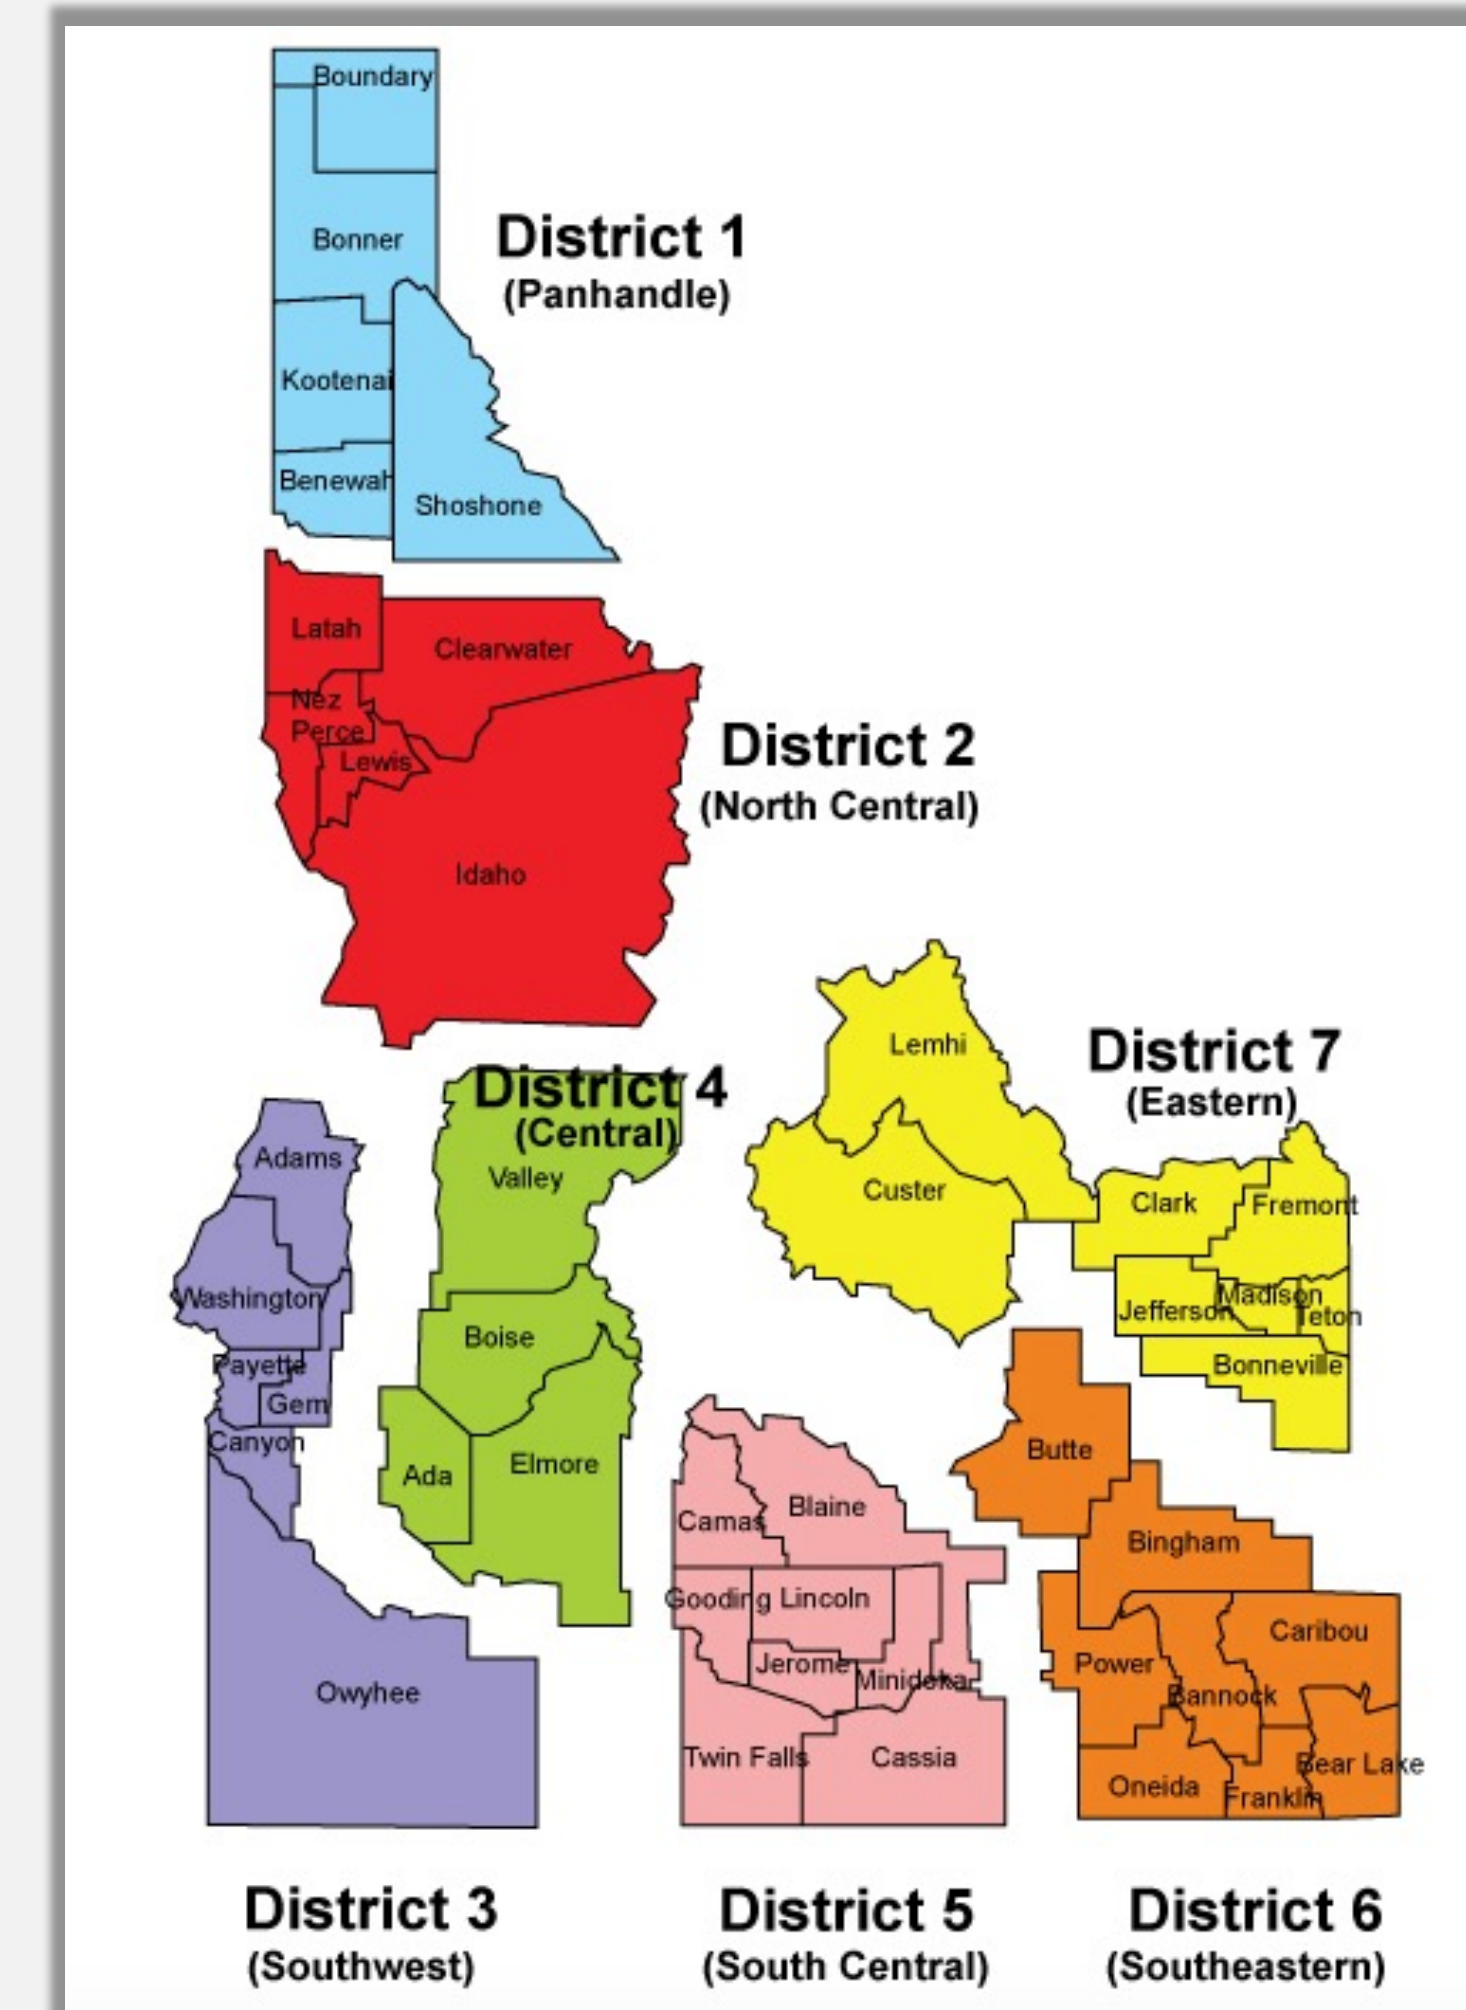 Boundary
Bonner
District 1
(Panhandle)
Kootenai
Benewah
Shoshone
Latah
Clearwater
Nez
Perce
Lewis
District 2
(North Central)
Idaho
Lemhi
District 7
(Eastern)
Custer
Clark
Fremont
Madison
Jefferson
Teton
Bonneville
District 4
(Central)
Valley
Boise
Ada
Elmore
Adams
Washington
Payette
Gem
Canyon
Owyhee
District 3
(Southwest)
Camas
Blaine
Gooding
Lincoln
Jerome
Minidoka
Twin Falls
Cassia
District 5
(South Central)
Butte
Bingham
Caribou
Power
Bannock
Bear Lake
Oneida
Franklin
District 6
(Southeastern)